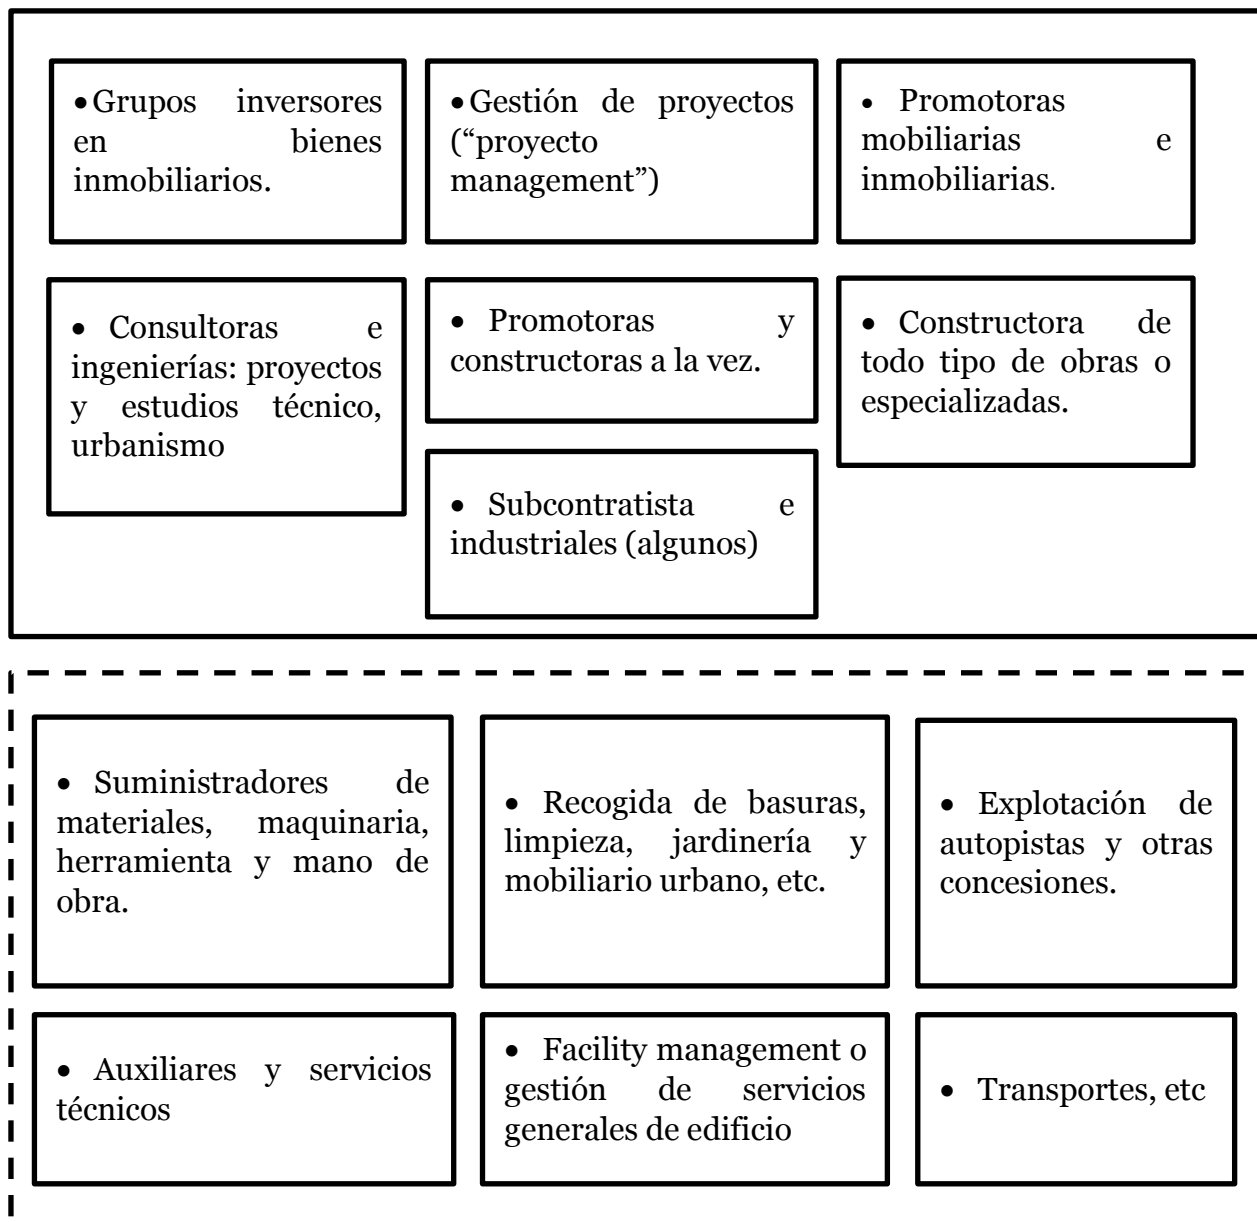 •Grupos inversores
en bienes
inmobiliarios.
•Gestión de proyectos
(“proyecto
management”)
• Promotoras
mobiliarias e
inmobiliarias.
• Consultoras e
ingenierías: proyectos
y estudios técnico,
urbanismo
• Promotoras y
constructoras a la vez.
• Constructora de
todo tipo de obras o
especializadas.
• Subcontratista e
industriales (algunos)
• Suministradores de
materiales, maquinaria,
herramienta y mano de
obra.
• Recogida de basuras,
limpieza, jardinería y
mobiliario urbano, etc.
• Explotación de
autopistas y otras
concesiones.
• Auxiliares y servicios
técnicos
• Facility management o
gestión de servicios
generales de edificio
• Transportes, etc